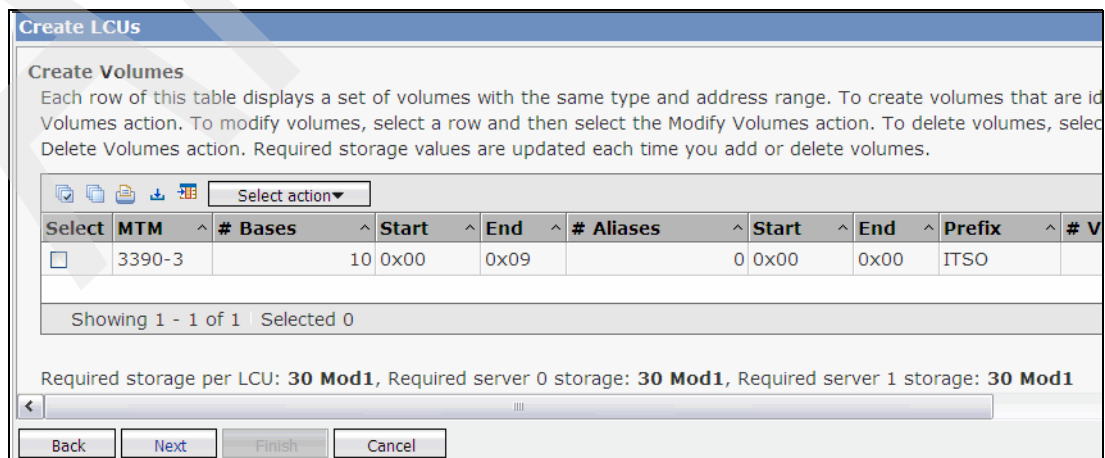 Create LCUs
Create Volumes
Each row of this table displays a set of volumes with the same type and address range. To create volumes that are id
Volumes action. To modify volumes, select a row and then select the Modify Volumes action. To delete volumes, selec
Delete Volumes action. Required storage values are updated each time you add or delete volumes.
Select action
Select MTM # Bases Start End # Aliases Start End Prefix # V
3390-3 10 0x00 0x09 0 0x00 0x00 ITSO
Showing 1 - 1 of 1 Selected 0
Required storage per LCU: 30 Mod1, Required server 0 storage: 30 Mod1, Required server 1 storage: 30 Mod1
Back Next Finish Cancel